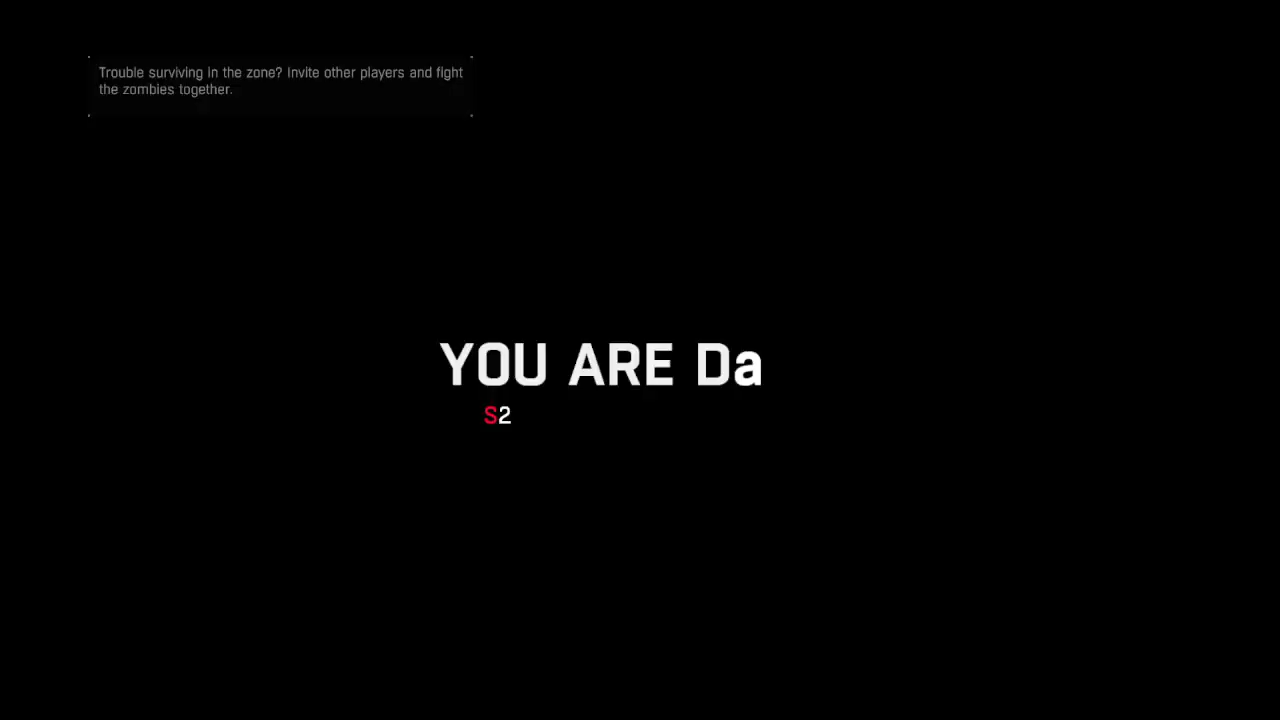 Trouble surviving in the zone? Invite other players and fight
the zombies together.
YOU ARE Da
S2